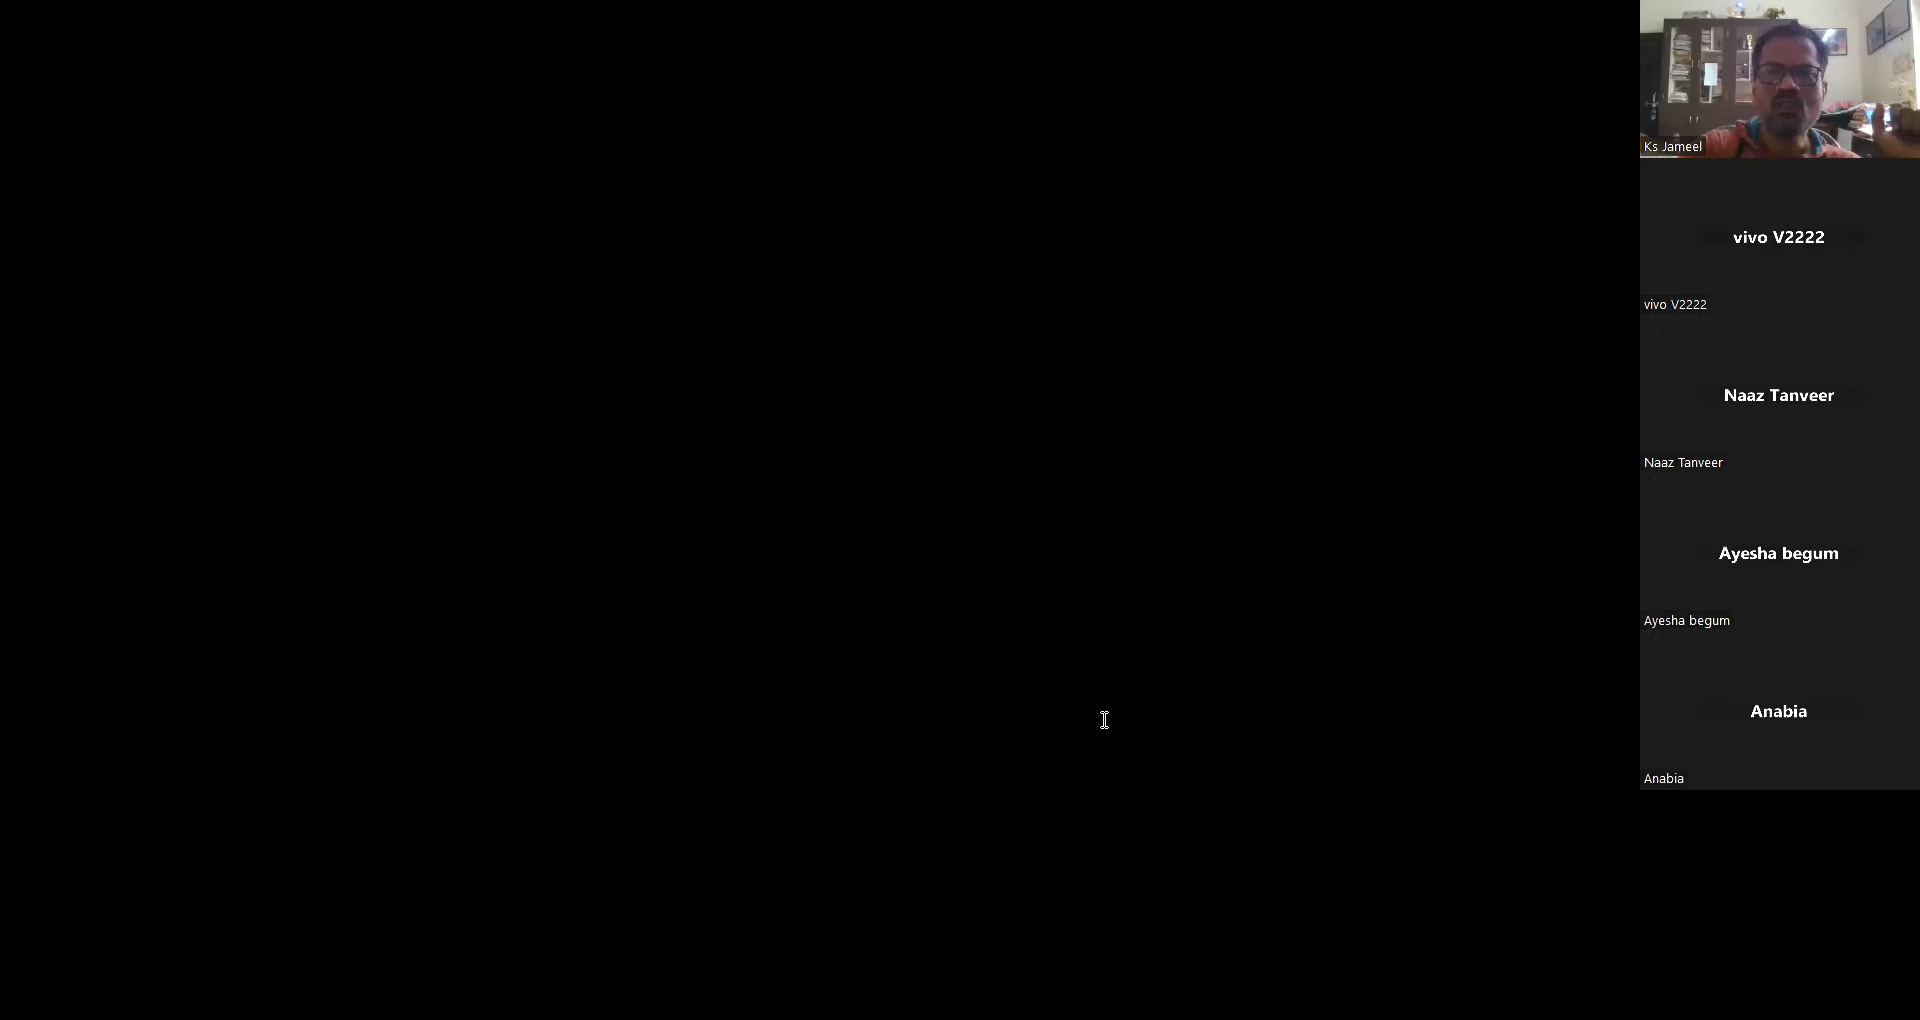 Ks Jameel
vivo V2222
vivo V2222
Naaz Tanveer
Naaz Tanveer
Ayesha begum
Ayesha begum
Anabia
Anabia